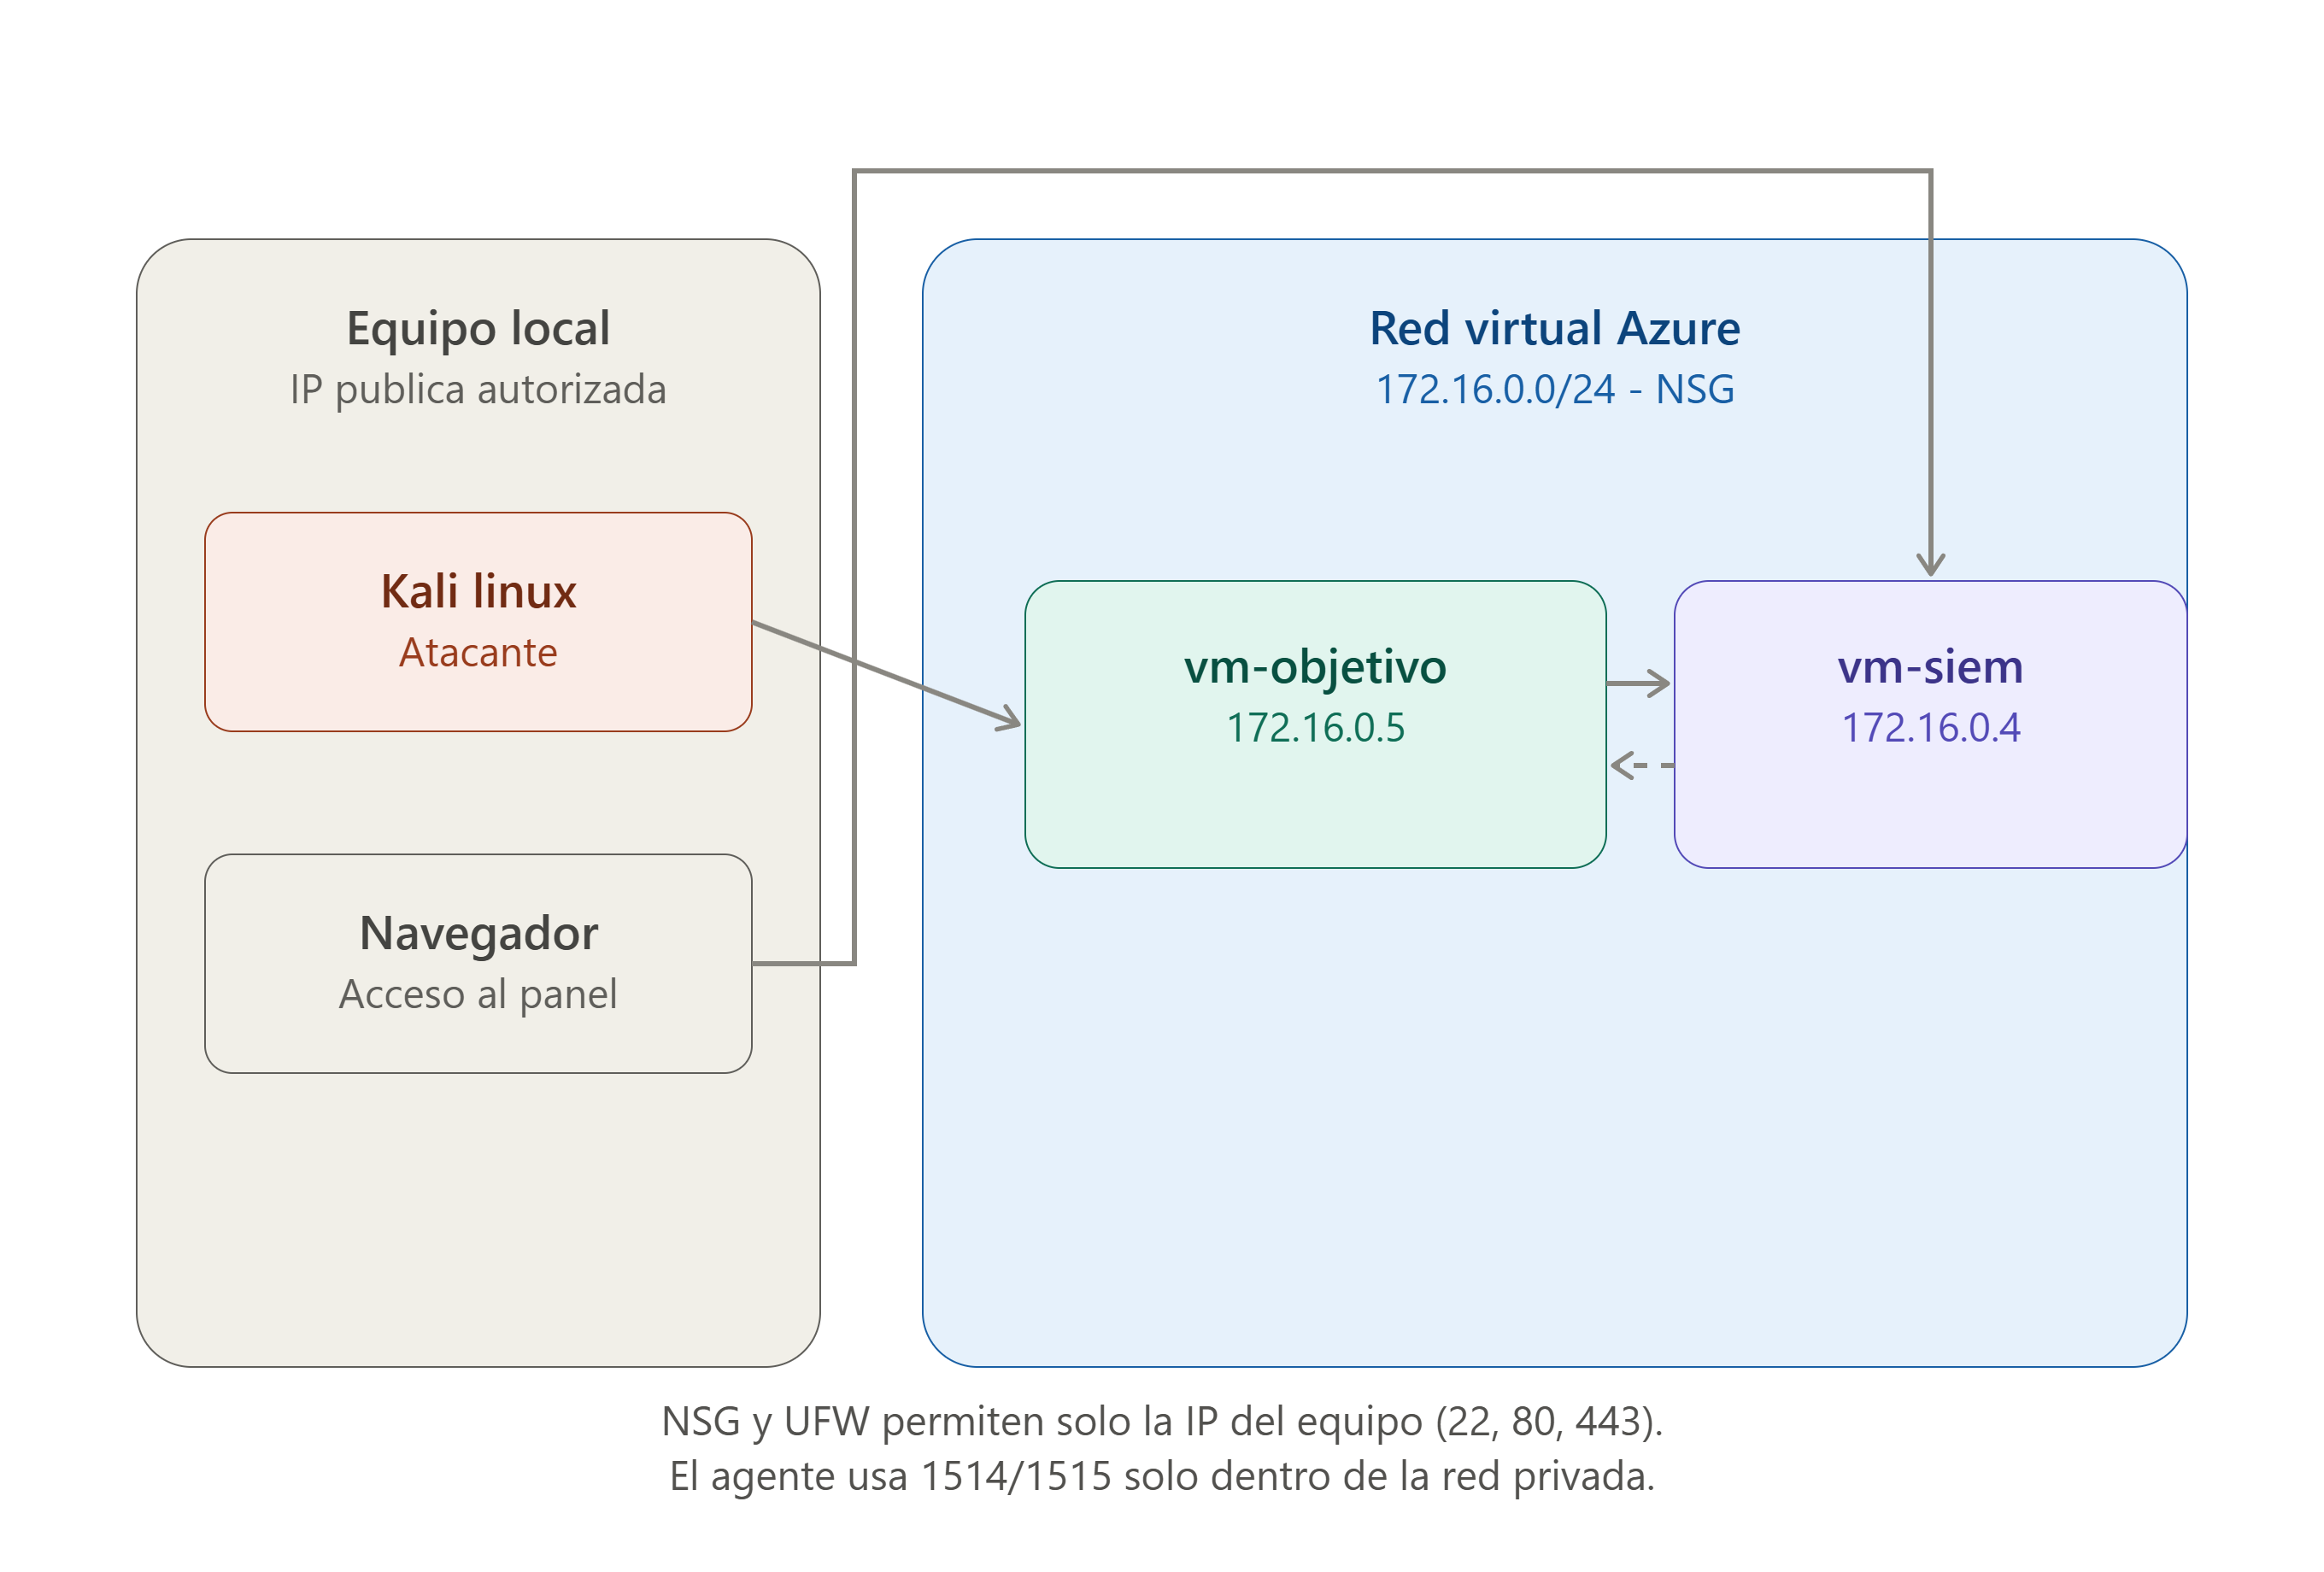 Equipo local
IP publica autorizada
Red virtual Azure
172.16.0.0/24 - NSG
Kali linux
Atacante
vm-objetivo
172.16.0.5
vm-siem
172.16.0.4
Navegador
Acceso al panel
NSG y UFW permiten solo la IP del equipo (22, 80, 443).
El agente usa 1514/1515 solo dentro de la red privada.